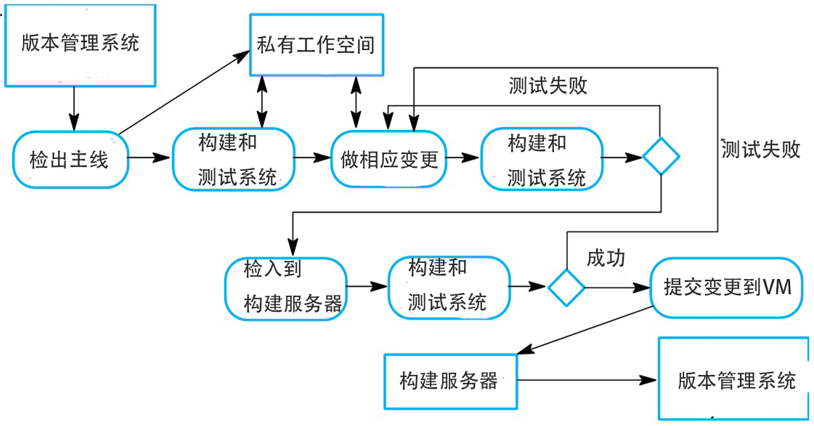 版本管理系统
私有工作空间
测试失败
检出主线
构建和
测试系统
做相应变更
构建和
测试系统
测试失败
检入到
构建服务器
构建和
测试系统
成功
提交变更到VM
构建服务器
版本管理系统